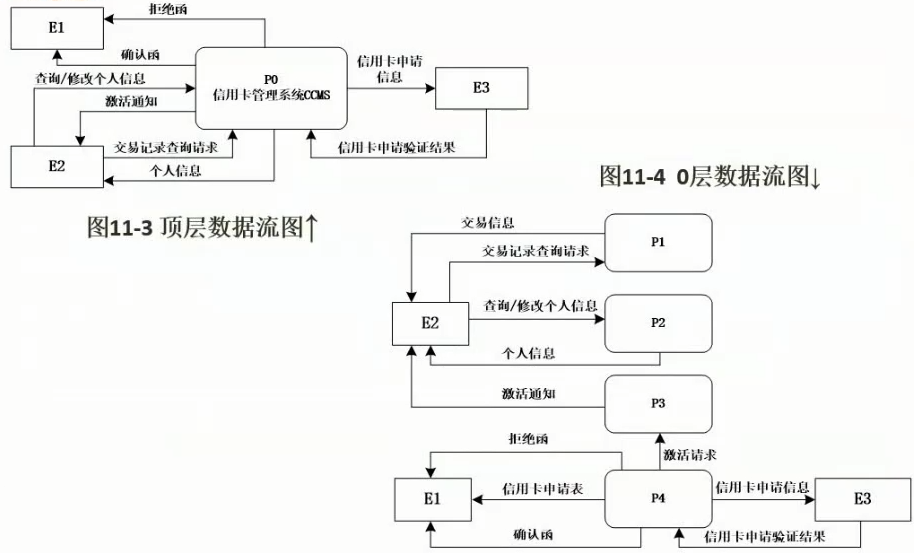 拒绝函
E1
确认函
查询/修改个人信息
P0
信用卡管理系统CCMS
信用卡申请
信息
E3
激活通知
交易记录查询请求
信用卡申请验证结果
E2
个人信息
图11-3 顶层数据流图↑
图11-4 0层数据流图↓
交易信息
P1
交易记录查询请求
查询/修改个人信息
E2
P2
个人信息
激活通知
P3
拒绝函
激活请求
E1
信用卡申请表
P4
信用卡申请信息
E3
确认函
信用卡申请验证结果